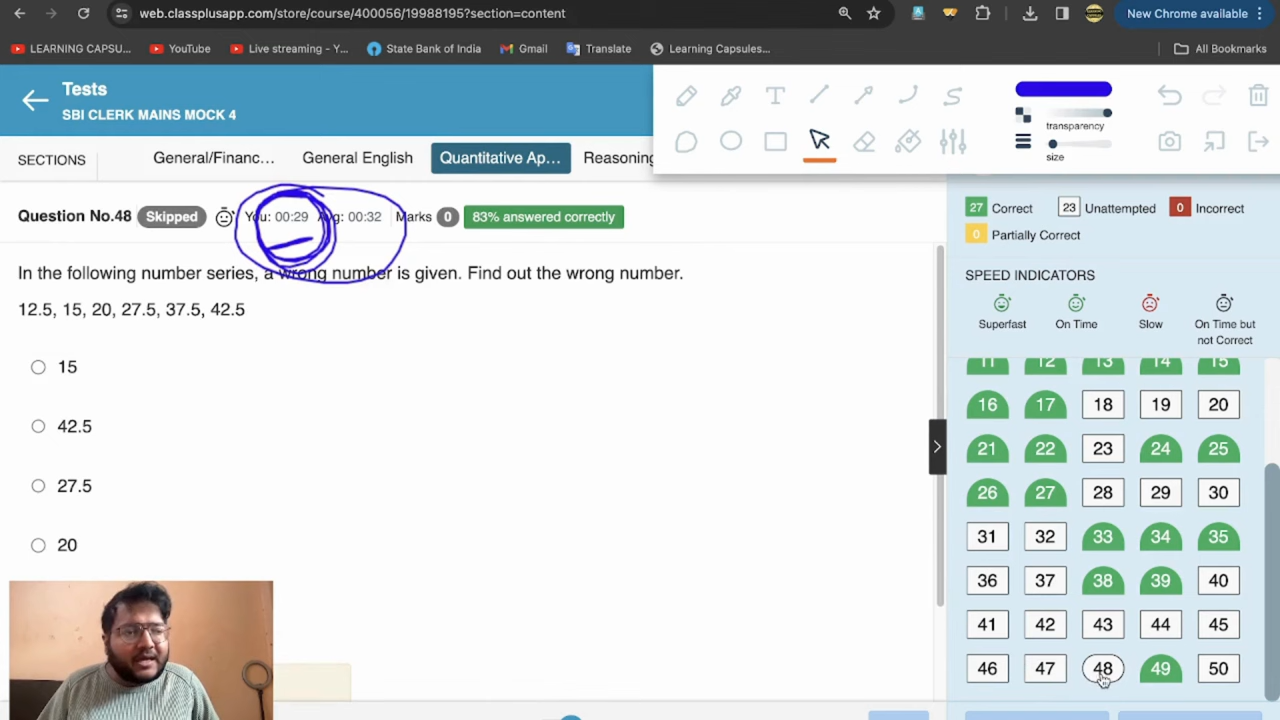 web.classplusapp.com/store/course/400056/19988195?section=content
New Chrome available
LEARNING CAPSU...
YouTube
Live streaming - Y...
State Bank of India
Gmail
Translate
Learning Capsules...
All Bookmarks
Tests
SBI CLERK MAINS MOCK 4
T
transparency
size
SECTIONS
General/Financ...
General English
Quantitative Ap...
Reasoning
Question No.48
Skipped
You: 00:29
Avg: 00:32
Marks 0
83% answered correctly
In the following number series, a wrong number is given. Find out the wrong number.
12.5, 15, 20, 27.5, 37.5, 42.5
15
42.5
27.5
20
27 Correct
23 Unattempted
0 Incorrect
0 Partially Correct
SPEED INDICATORS
Superfast
On Time
Slow
On Time but
not Correct
11 12 13 14 15
16 17 18 19 20
21 22 23 24 25
26 27 28 29 30
31 32 33 34 35
36 37 38 39 40
41 42 43 44 45
46 47 48 49 50